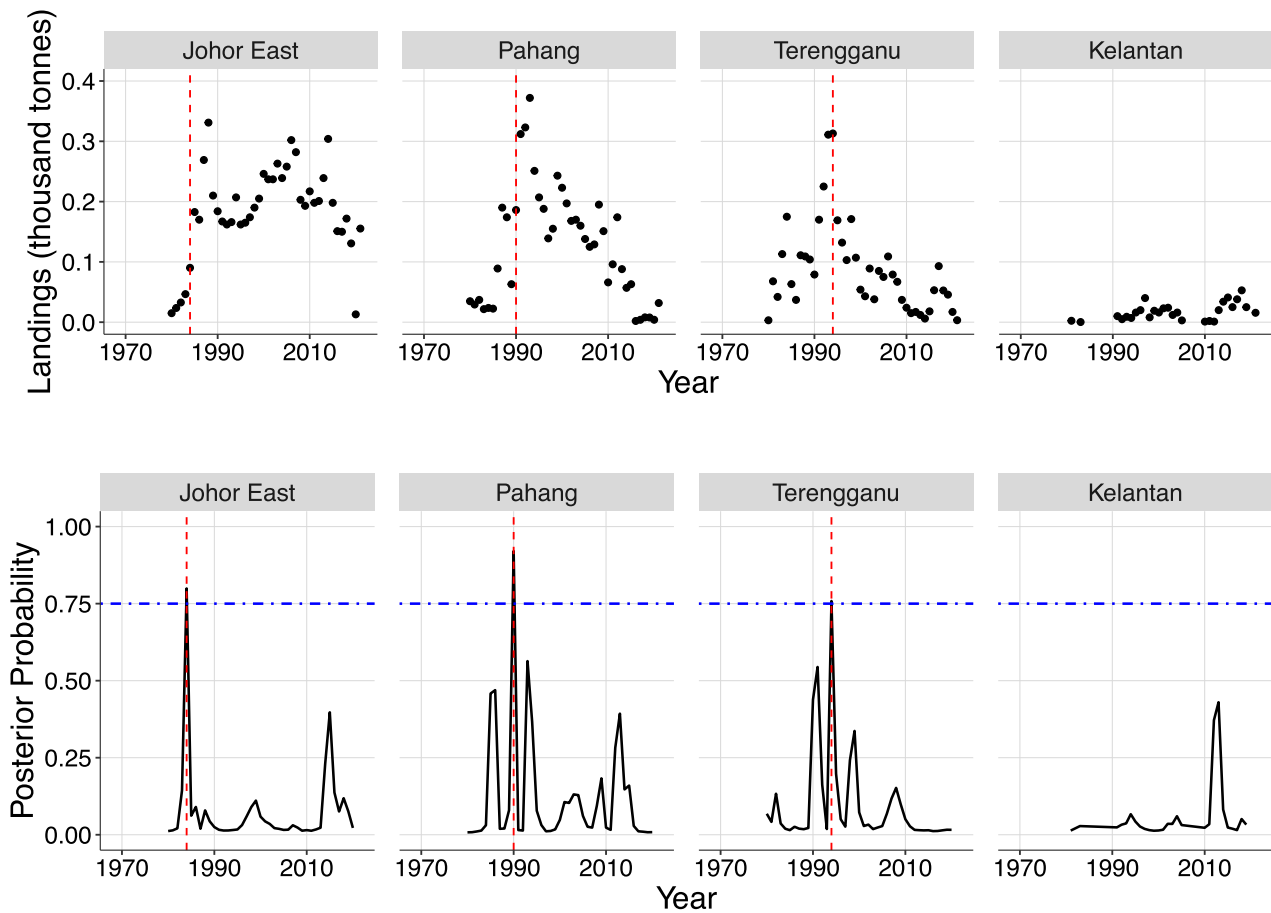 Johor East Pahang Terengganu Kelantan
Landings (thousand tonnes)
0.4
0.3
0.2
0.1
0.0
1970 1990 2010 1970 1990 2010 1970 1990 2010 1970 1990 2010
Year
Johor East Pahang Terengganu Kelantan
Posterior Probability
1.00
0.75
0.50
0.25
0.00
1970 1990 2010 1970 1990 2010 1970 1990 2010 1970 1990 2010
Year